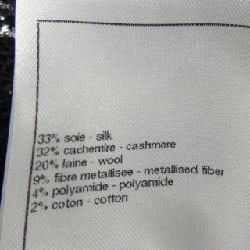 33% soie - silk
32% cachemire - cashmere
20% laine - wool
9% fibre metallisee - metallised fiber
4% polyamide - polyamide
2% coton - cotton